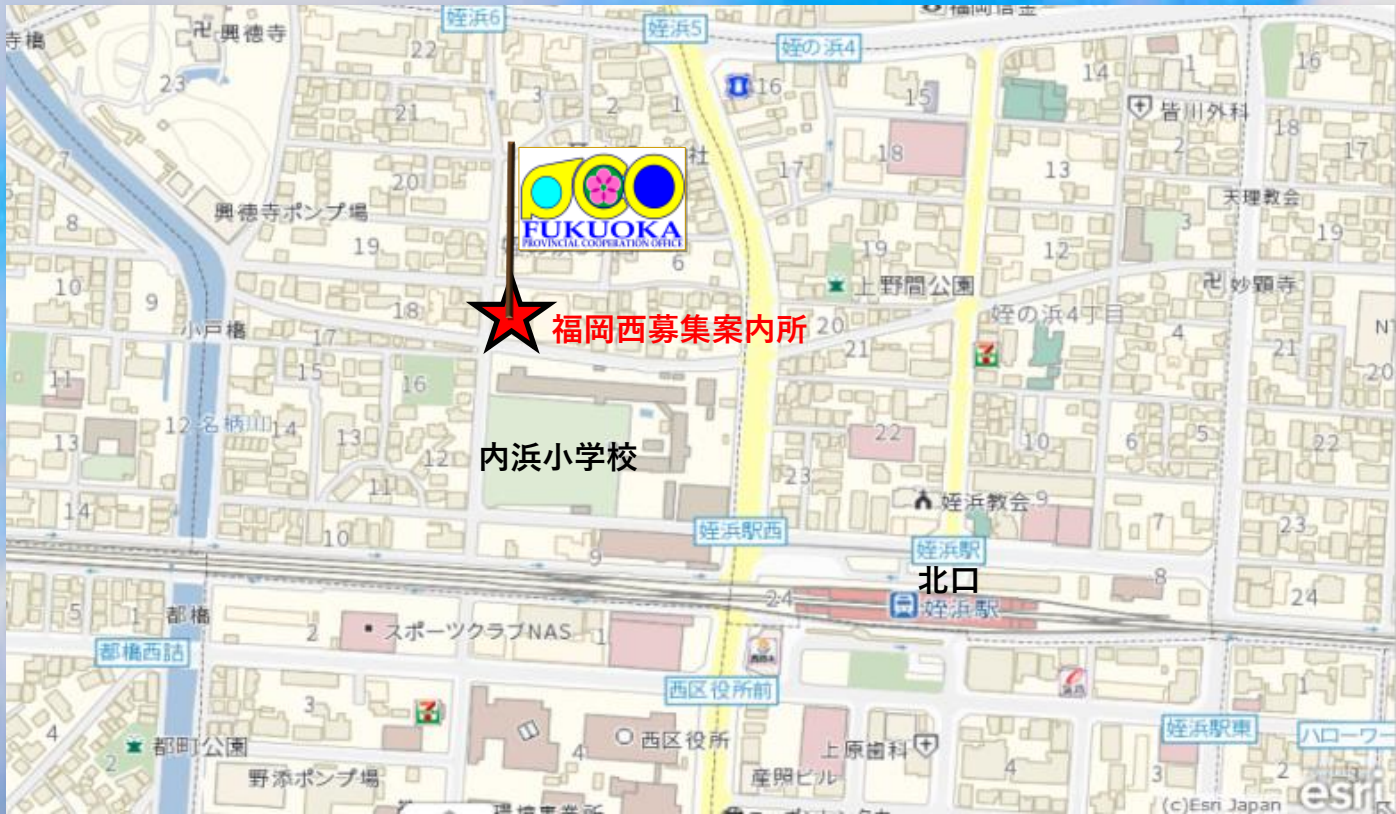 姪浜6
姪浜5
姪の浜4
寺橋
興徳寺
22
23
16
14
1
16
15
3
2
1
21
皆川外科
18
7
社
18
2
17
17
13
20
天理教会
興徳寺ポンプ場
FUKUOKA
PROVINCIAL COOPERATION OFFICE
3
8
19
19
12
19
6
10
9
上野間公園
妙顕寺
18
姪の浜4丁目
福岡西募集案内所
20
4
小戸橋
17
21
21
20
15
11
16
12
名柄川
14
13
13
12
22
10
6
5
22
内浜小学校
11
23
14
姪浜教会
9
7
23
10
姪浜駅西
姪浜駅
9
北口
8
24
24
姪浜駅
5
1
都橋
2
スポーツクラブNAS
1
都橋西詰
西区役所前
3
1
4
姪浜駅東
ハローワー
都町公園
2
4
西区役所
上原歯科
野添ポンプ場
産照ビル
4
3
2
(c)Esri Japan
esri